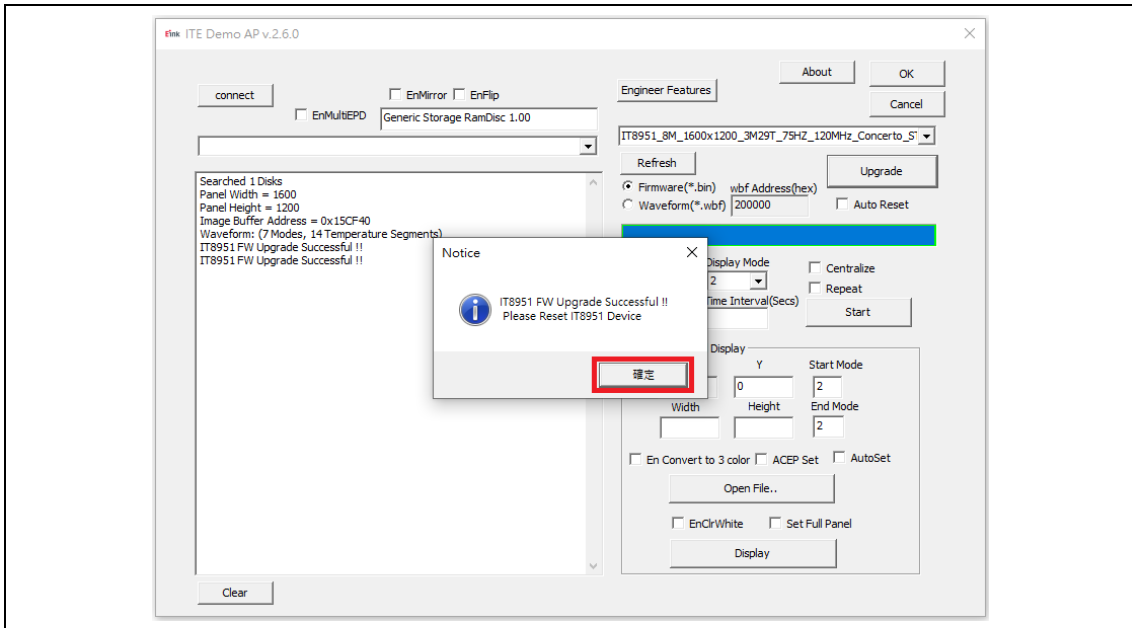 Eink ITE Demo AP v.2.6.0
connect
EnMirror
EnFlip
EnMultiEPD
Generic Storage RamDisc 1.00
Searched 1 Disks
Panel Width = 1600
Panel Height = 1200
Image Buffer Address = 0x15CF40
Waveform: (7 Modes, 14 Temperature Segments)
IT8951 FW Upgrade Successful !!
IT8951 FW Upgrade Successful !!
Clear
Engineer Features
About
OK
Cancel
IT8951_8M_1600x1200_3M29T_75HZ_120MHz_Concerto_S
Refresh
Upgrade
Firmware(*.bin)
wbf Address(hex)
Waveform(*.wbf)
200000
Auto Reset
Notice
IT8951 FW Upgrade Successful !!
Please Reset IT8951 Device
確定
Display Mode
2
Centralize
Repeat
Time Interval(Secs)
Start
Display
Y
Start Mode
0
2
Width
Height
End Mode
2
En Convert to 3 color
ACEP Set
AutoSet
Open File..
EnClrWhite
Set Full Panel
Display